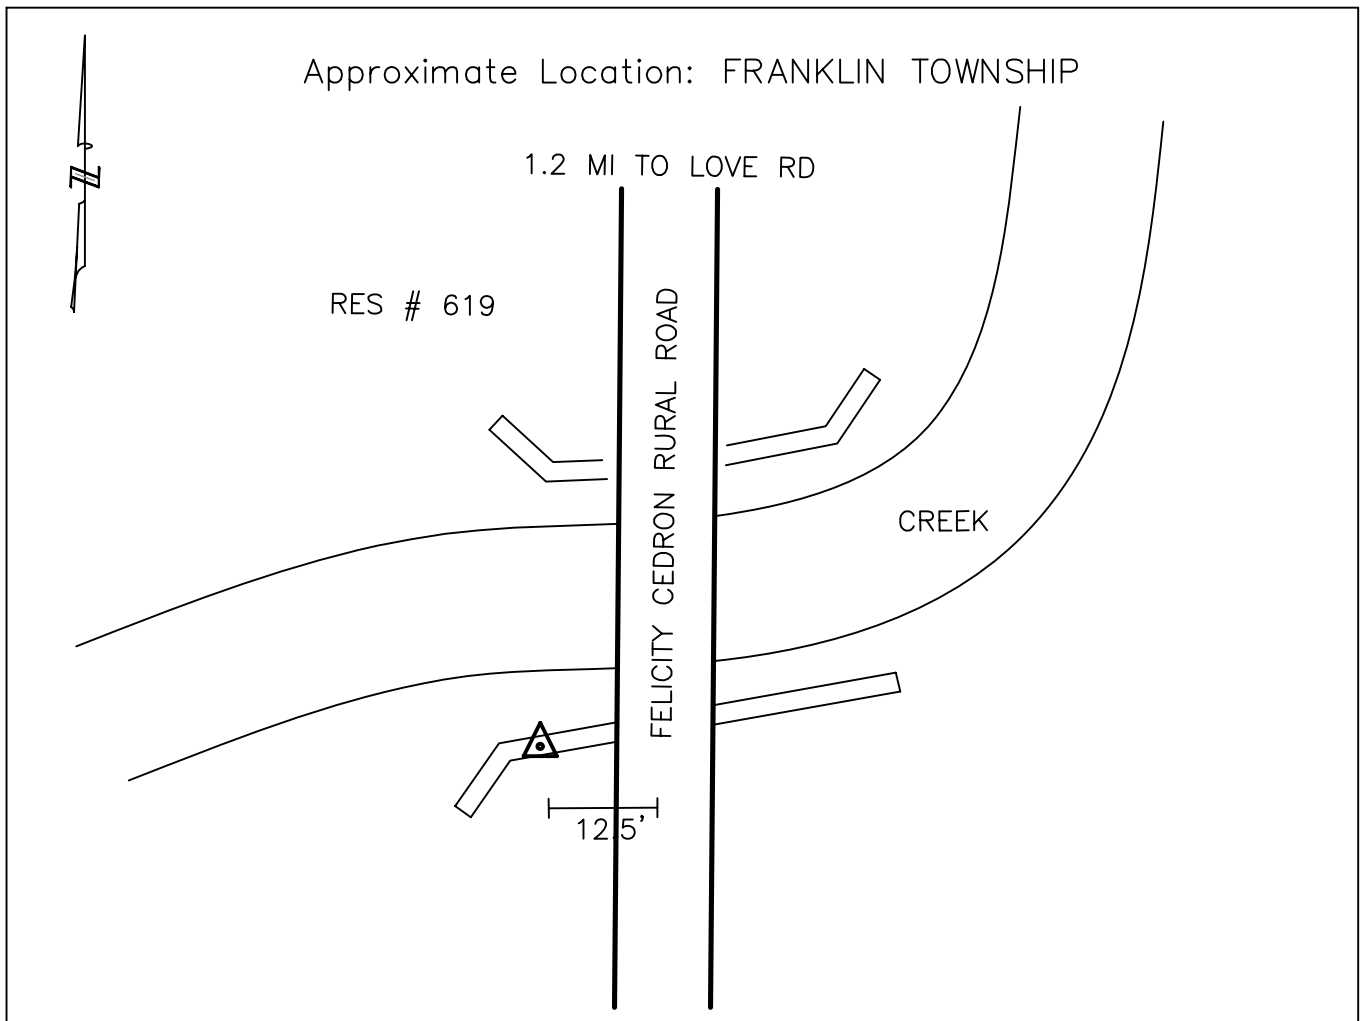 Approximate Location: FRANKLIN TOWNSHIP
1.2 MI TO LOVE RD
N
RES # 619
FELICITY CEDRON RURAL ROAD
CREEK
12.5'